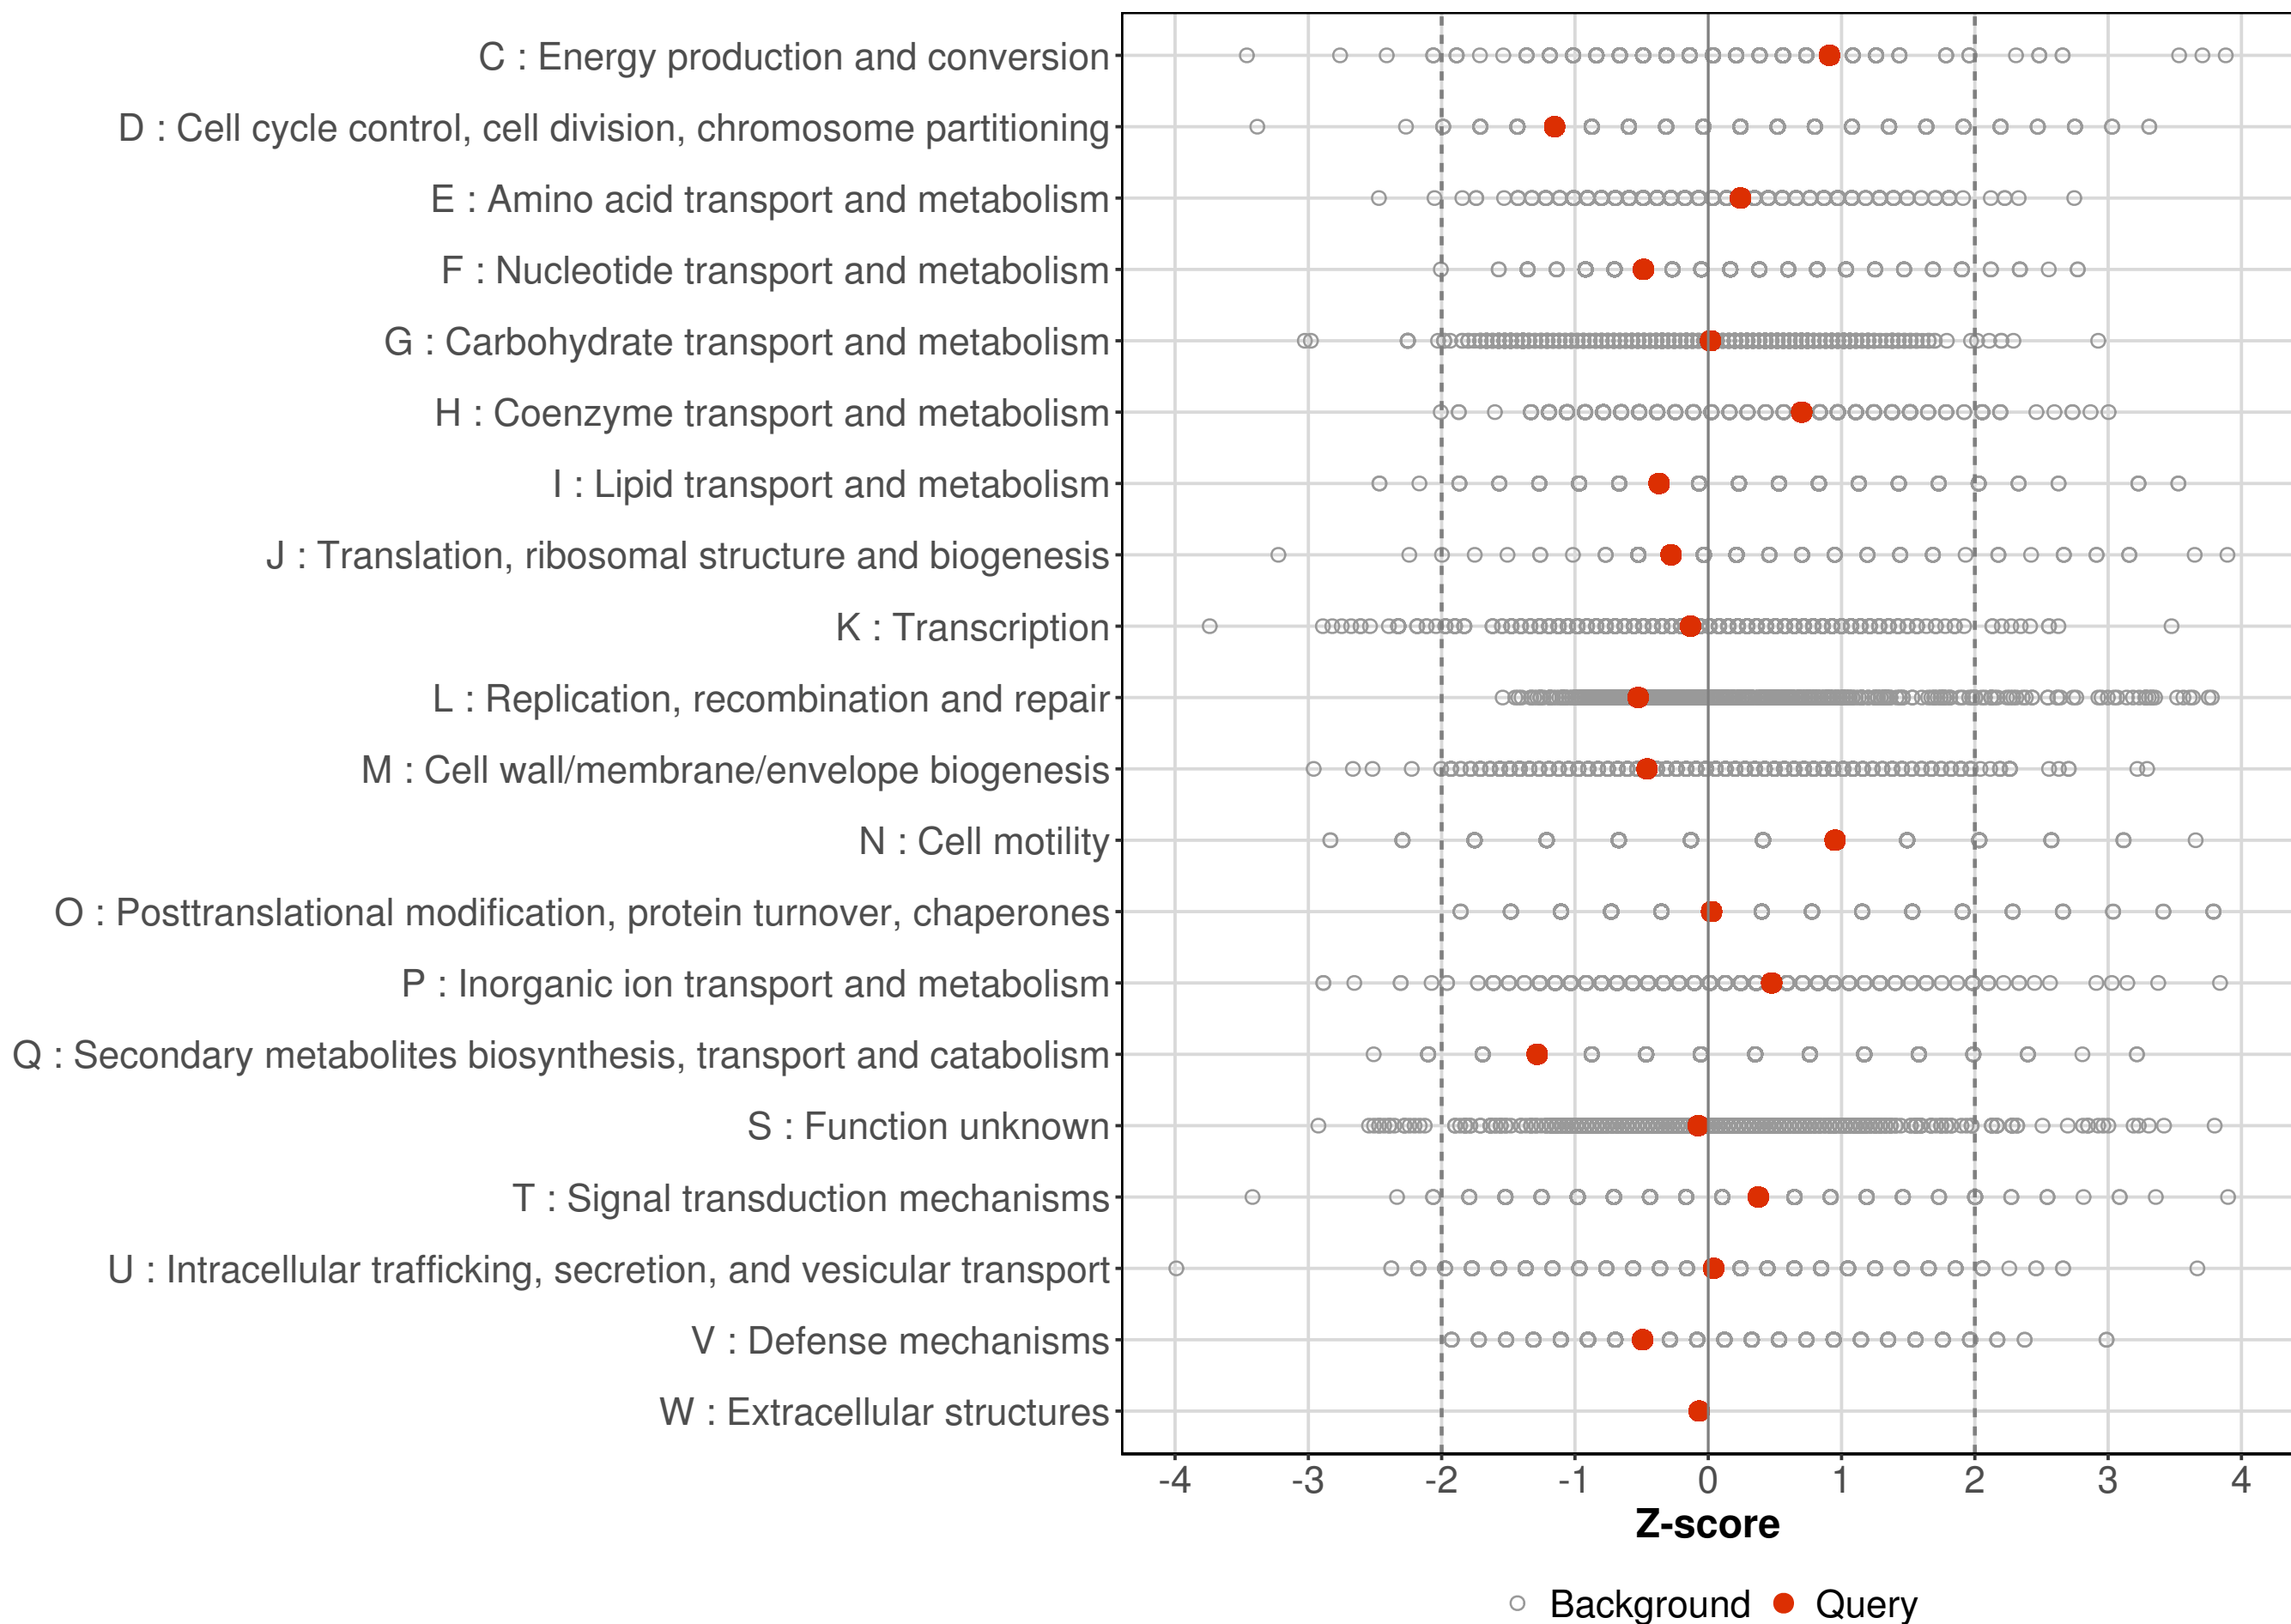 C : Energy production and conversion
D : Cell cycle control, cell division, chromosome partitioning
E : Amino acid transport and metabolism
F : Nucleotide transport and metabolism
G : Carbohydrate transport and metabolism
H : Coenzyme transport and metabolism
I : Lipid transport and metabolism
J : Translation, ribosomal structure and biogenesis
K : Transcription
L : Replication, recombination and repair
M : Cell wall/membrane/envelope biogenesis
N : Cell motility
O : Posttranslational modification, protein turnover, chaperones
P : Inorganic ion transport and metabolism
Q : Secondary metabolites biosynthesis, transport and catabolism
S : Function unknown
T : Signal transduction mechanisms
U : Intracellular trafficking, secretion, and vesicular transport
V : Defense mechanisms
W : Extracellular structures
-4 -3 -2 -1 0 1 2 3 4
Z-score
Background Query